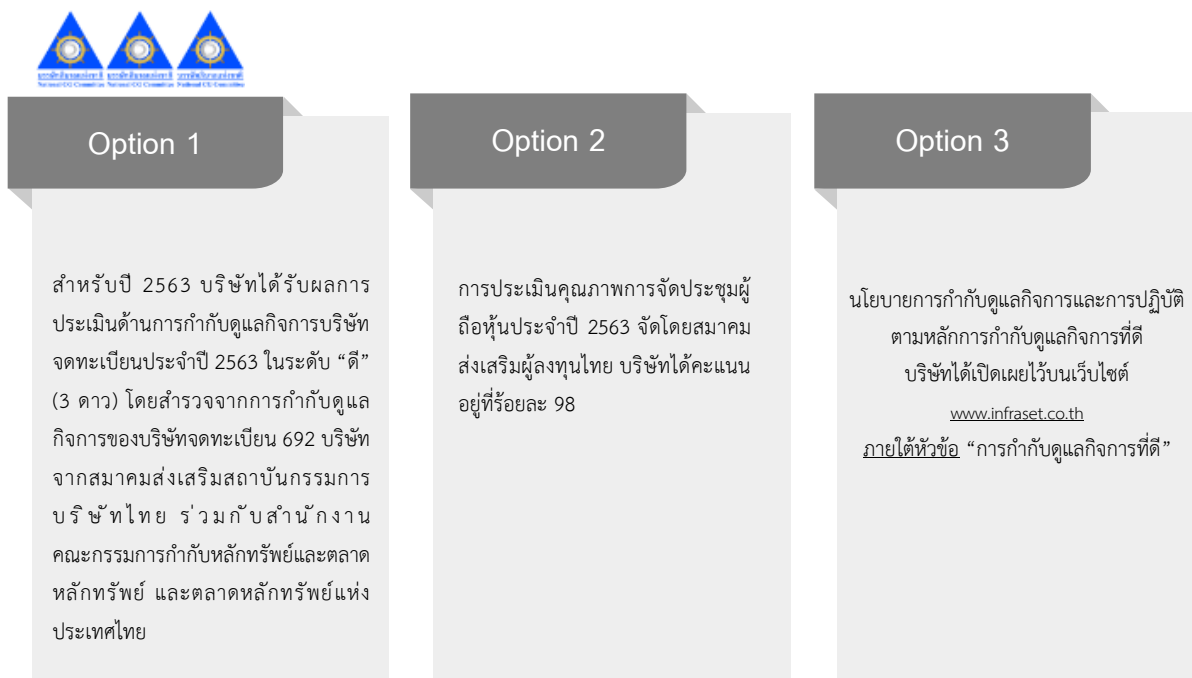 National CG Committee National CG Committee National CG Committee
Option 1
สำหรับปี 2563 บริษัทได้รับผลการ
ประเมินด้านการกำกับดูแลกิจการบริษัท
จดทะเบียนประจำปี 2563 ในระดับ “ดี”
(3 ดาว) โดยสำรวจจากการกำกับดูแล
กิจการของบริษัทจดทะเบียน 692 บริษัท
จากสมาคมส่งเสริมสถาบันกรรมการ
บริษัทไทย ร่วมกับสำนักงาน
คณะกรรมการกำกับหลักทรัพย์และตลาด
หลักทรัพย์ และตลาดหลักทรัพย์แห่ง
ประเทศไทย
Option 2
การประเมินคุณภาพการจัดประชุมผู้
ถือหุ้นประจำปี 2563 จัดโดยสมาคม
ส่งเสริมผู้ลงทุนไทย บริษัทได้คะแนน
อยู่ที่ร้อยละ 98
Option 3
นโยบายการกำกับดูแลกิจการและการปฏิบัติ
ตามหลักการกำกับดูแลกิจการที่ดี
บริษัทได้เปิดเผยไว้บนเว็บไซต์
www.infraset.co.th
ภายใต้หัวข้อ “การกำกับดูแลกิจการที่ดี”